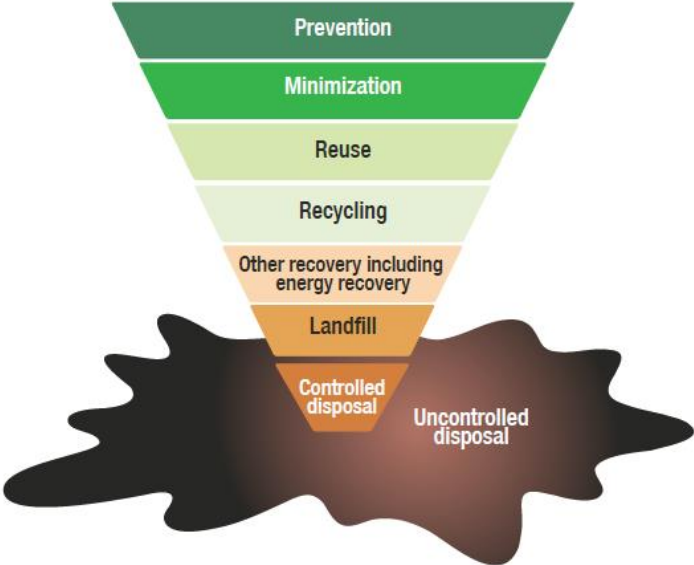 Prevention
Minimization
Reuse
Recycling
Other recovery including
energy recovery
Landfill
Controlled
disposal
Uncontrolled
disposal